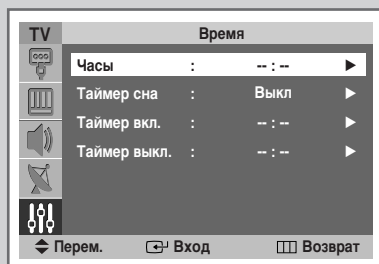 TV Время
Часы : -- : -- ►
Таймер сна : Выкл ►
Таймер вкл. : -- : -- ►
Таймер выкл. : -- : -- ►
Перем. Вход Возврат